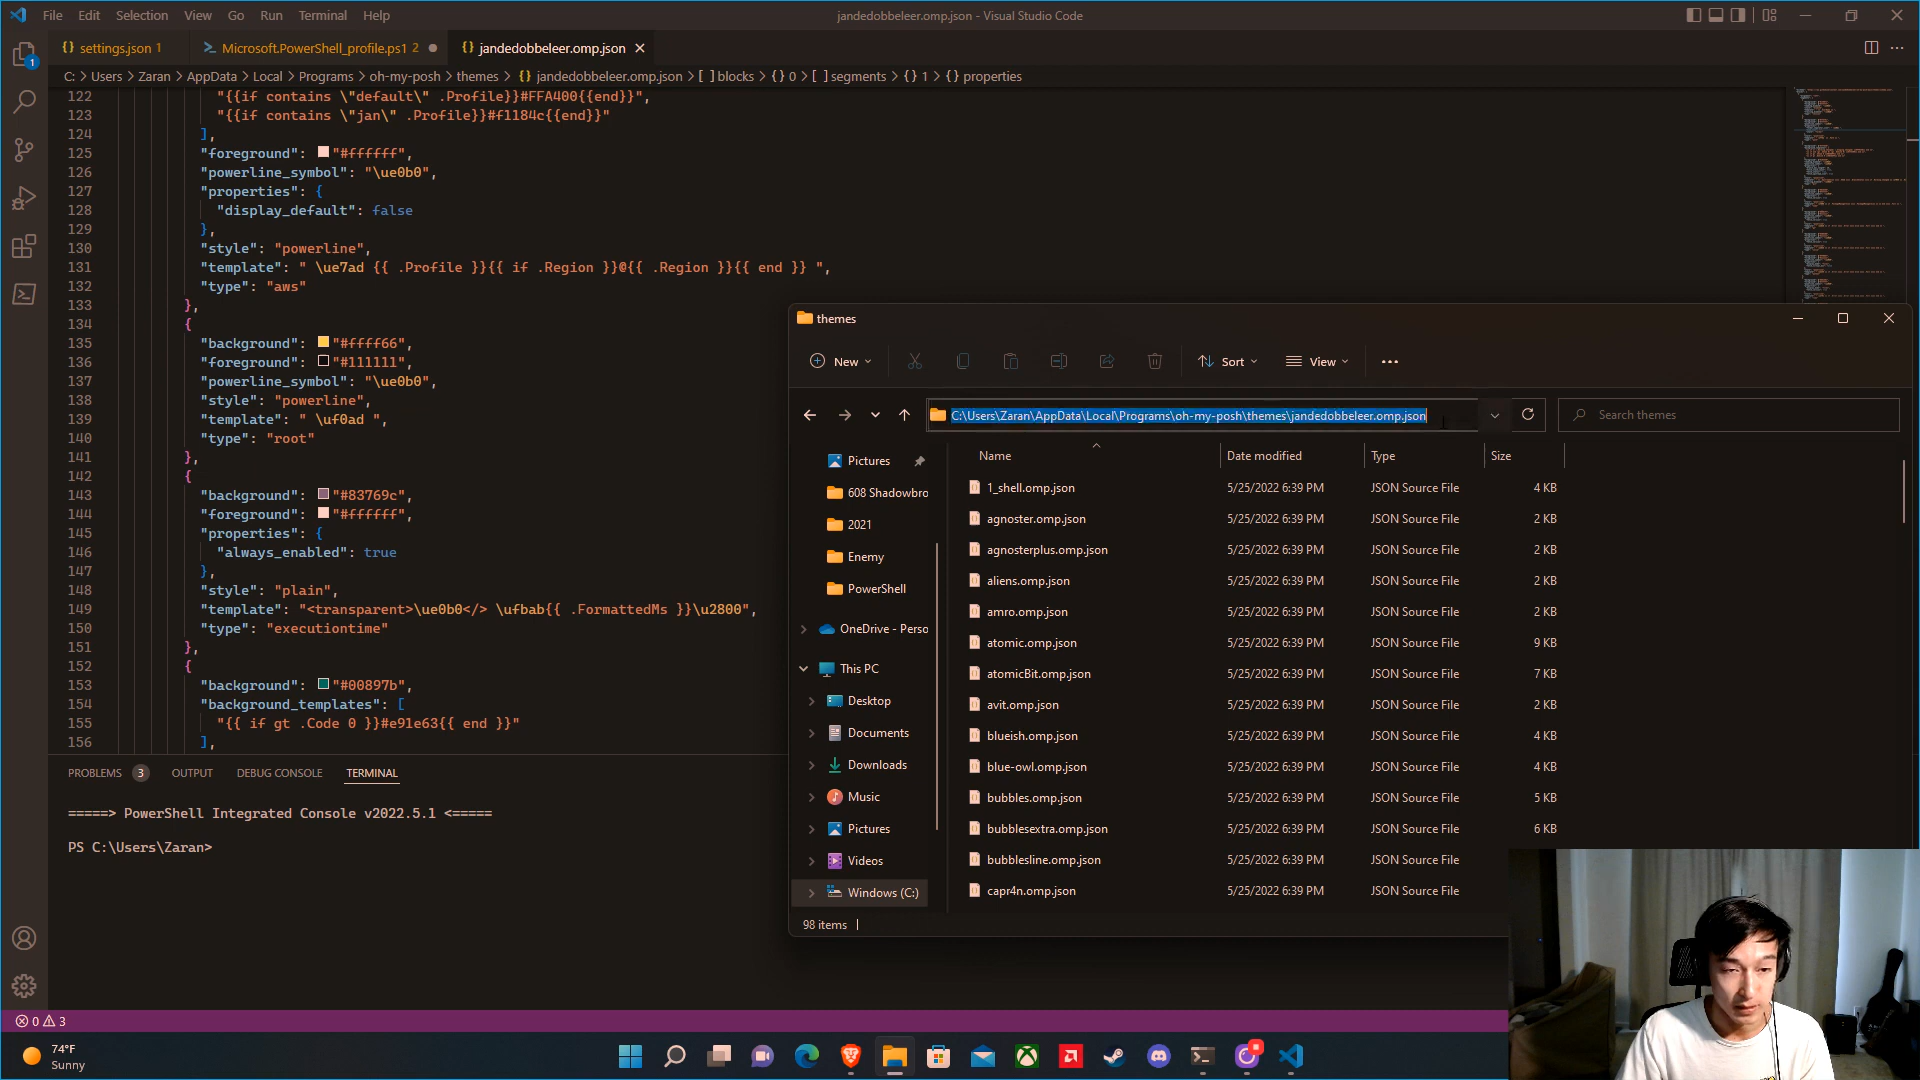 File Edit Selection View Go Run Terminal Help
jandedobbeleer.omp.json - Visual Studio Code
{} settings.json 1
Microsoft.PowerShell_profile.ps1 2
{} jandedobbeleer.omp.json
C: > Users > Zaran > AppData > Local > Programs > oh-my-posh > themes > {} jandedobbeleer.omp.json > [ ] blocks > {} 0 > [ ] segments > {} 1 > {} properties
1
122 "{{if contains \"default\" .Profile}}#FFA400{{end}}",
123 "{{if contains \"jan\" .Profile}}#f1184c{{end}}"
124 ],
125 "foreground": "#ffffff",
126 "powerline_symbol": "\ue0b0",
127 "properties": {
128 "display_default": false
129 },
130 "style": "powerline",
131 "template": " \ue7ad {{ .Profile }}{{ if .Region }}@{{ .Region }}{{ end }} ",
132 "type": "aws"
133 },
134 {
135 "background": "#ffff66",
136 "foreground": "#111111",
137 "powerline_symbol": "\ue0b0",
138 "style": "powerline",
139 "template": " \uf0ad ",
140 "type": "root"
141 },
142 {
143 "background": "#83769c",
144 "foreground": "#ffffff",
145 "properties": {
146 "always_enabled": true
147 },
148 "style": "plain",
149 "template": "<transparent>\ue0b0</> \ufbab{{ .FormattedMs }}\u2800",
150 "type": "executiontime"
151 },
152 {
153 "background": "#00897b",
154 "background_templates": [
155 "{{ if gt .Code 0 }}#e91e63{{ end }}"
156 ],
PROBLEMS 3 OUTPUT DEBUG CONSOLE TERMINAL
=====> PowerShell Integrated Console v2022.5.1 <=====
PS C:\Users\Zaran>
themes
New Sort View
C:\Users\Zaran\AppData\Local\Programs\oh-my-posh\themes\jandedobbeleer.omp.json
Search themes
Pictures
608 Shadowbro
2021
Enemy
PowerShell
OneDrive - Perso
This PC
Desktop
Documents
Downloads
Music
Pictures
Videos
Windows (C:)
Name Date modified Type Size
1_shell.omp.json 5/25/2022 6:39 PM JSON Source File 4 KB
agnoster.omp.json 5/25/2022 6:39 PM JSON Source File 2 KB
agnosterplus.omp.json 5/25/2022 6:39 PM JSON Source File 2 KB
aliens.omp.json 5/25/2022 6:39 PM JSON Source File 2 KB
amro.omp.json 5/25/2022 6:39 PM JSON Source File 2 KB
atomic.omp.json 5/25/2022 6:39 PM JSON Source File 9 KB
atomicBit.omp.json 5/25/2022 6:39 PM JSON Source File 7 KB
avit.omp.json 5/25/2022 6:39 PM JSON Source File 2 KB
blueish.omp.json 5/25/2022 6:39 PM JSON Source File 4 KB
blue-owl.omp.json 5/25/2022 6:39 PM JSON Source File 4 KB
bubbles.omp.json 5/25/2022 6:39 PM JSON Source File 5 KB
bubblesextra.omp.json 5/25/2022 6:39 PM JSON Source File 6 KB
bubblesline.omp.json 5/25/2022 6:39 PM JSON Source File
capr4n.omp.json 5/25/2022 6:39 PM JSON Source File
98 items
0 3
74°F
Sunny